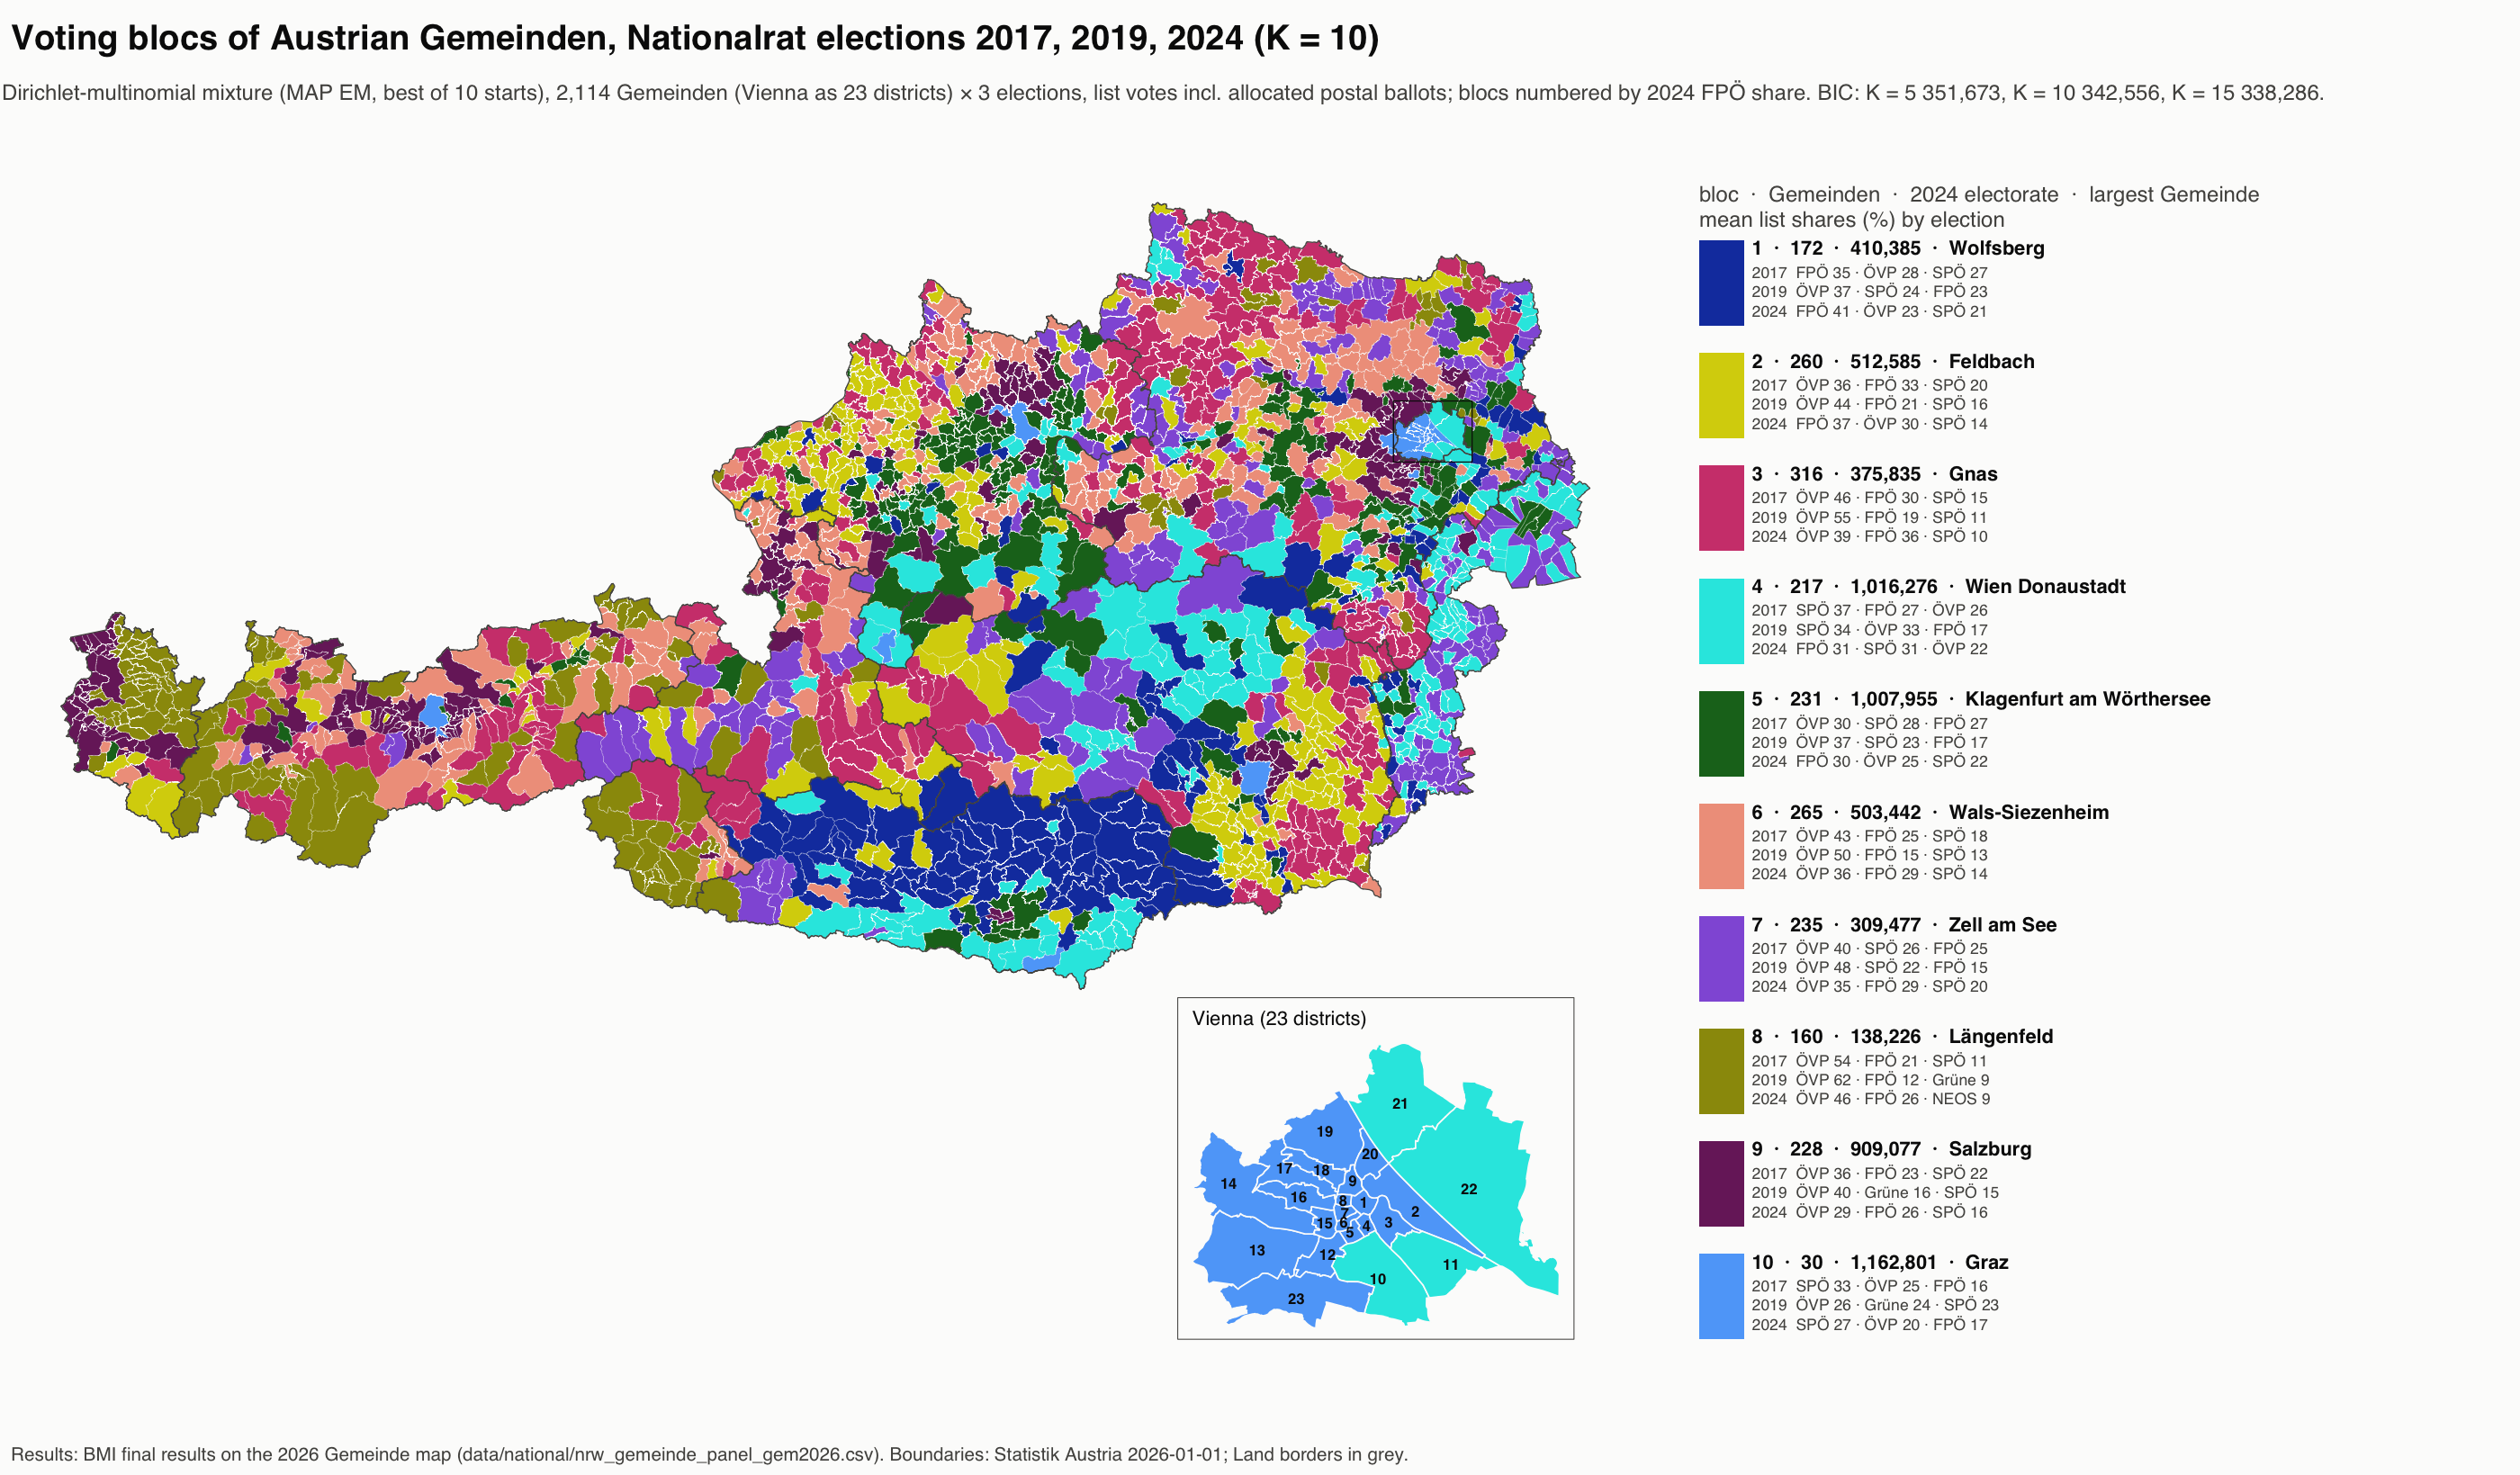 Voting blocs of Austrian Gemeinden, Nationalrat elections 2017, 2019, 2024 (K = 10)
Dirichlet-multinomial mixture (MAP EM, best of 10 starts), 2,114 Gemeinden (Vienna as 23 districts) × 3 elections, list votes incl. allocated postal ballots; blocs numbered by 2024 FPÖ share. BIC: K = 5 351,673, K = 10 342,556, K = 15 338,286.
bloc · Gemeinden · 2024 electorate · largest Gemeinde
mean list shares (%) by election
1 · 172 · 410,385 · Wolfsberg
2017 FPÖ 35 · ÖVP 28 · SPÖ 27
2019 ÖVP 37 · SPÖ 24 · FPÖ 23
2024 FPÖ 41 · ÖVP 23 · SPÖ 21
2 · 260 · 512,585 · Feldbach
2017 ÖVP 36 · FPÖ 33 · SPÖ 20
2019 ÖVP 44 · FPÖ 21 · SPÖ 16
2024 FPÖ 37 · ÖVP 30 · SPÖ 14
3 · 316 · 375,835 · Gnas
2017 ÖVP 46 · FPÖ 30 · SPÖ 15
2019 ÖVP 55 · FPÖ 19 · SPÖ 11
2024 ÖVP 39 · FPÖ 36 · SPÖ 10
4 · 217 · 1,016,276 · Wien Donaustadt
2017 SPÖ 37 · FPÖ 27 · ÖVP 26
2019 SPÖ 34 · ÖVP 33 · FPÖ 17
2024 FPÖ 31 · SPÖ 31 · ÖVP 22
5 · 231 · 1,007,955 · Klagenfurt am Wörthersee
2017 ÖVP 30 · SPÖ 28 · FPÖ 27
2019 ÖVP 37 · SPÖ 23 · FPÖ 17
2024 FPÖ 30 · ÖVP 25 · SPÖ 22
6 · 265 · 503,442 · Wals-Siezenheim
2017 ÖVP 43 · FPÖ 25 · SPÖ 18
2019 ÖVP 50 · FPÖ 15 · SPÖ 13
2024 ÖVP 36 · FPÖ 29 · SPÖ 14
7 · 235 · 309,477 · Zell am See
2017 ÖVP 40 · SPÖ 26 · FPÖ 25
2019 ÖVP 48 · SPÖ 22 · FPÖ 15
2024 ÖVP 35 · FPÖ 29 · SPÖ 20
8 · 160 · 138,226 · Längenfeld
2017 ÖVP 54 · FPÖ 21 · SPÖ 11
2019 ÖVP 62 · FPÖ 12 · Grüne 9
2024 ÖVP 46 · FPÖ 26 · NEOS 9
9 · 228 · 909,077 · Salzburg
2017 ÖVP 36 · FPÖ 23 · SPÖ 22
2019 ÖVP 40 · Grüne 16 · SPÖ 15
2024 ÖVP 29 · FPÖ 26 · SPÖ 16
10 · 30 · 1,162,801 · Graz
2017 SPÖ 33 · ÖVP 25 · FPÖ 16
2019 ÖVP 26 · Grüne 24 · SPÖ 23
2024 SPÖ 27 · ÖVP 20 · FPÖ 17
Vienna (23 districts)
21
19
20
17
18
14
9
22
16
8
1
7
2
15
6
3
4
5
13
12
11
10
23
Results: BMI final results on the 2026 Gemeinde map (data/national/nrw_gemeinde_panel_gem2026.csv). Boundaries: Statistik Austria 2026-01-01; Land borders in grey.